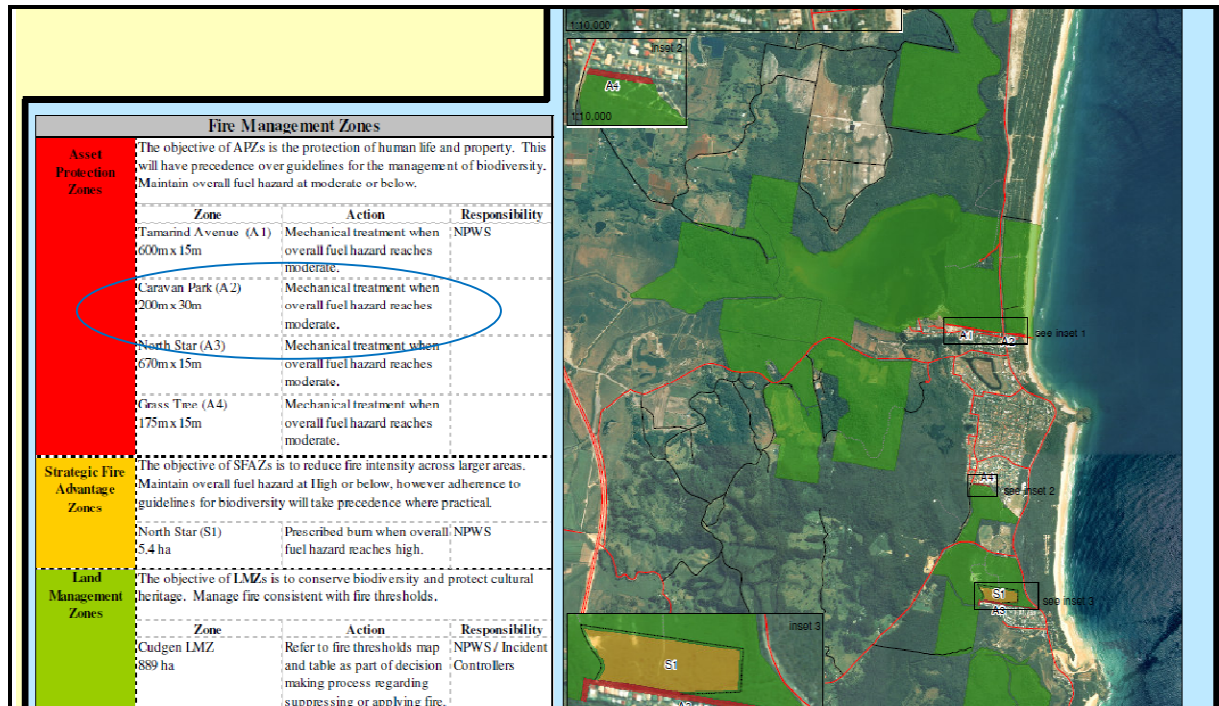 Fire Management Zones
Asset
Protection
Zones
The objective of APZs is the protection of human life and property. This
will have precedence over guidelines for the management of biodiversity.
Maintain overall fuel hazard at moderate or below.
Zone Action Responsibility
Tamarind Avenue (A1) Mechanical treatment when NPWS
600m x 15m overall fuel hazard reaches
moderate.
Caravan Park (A2) Mechanical treatment when
200m x 30m overall fuel hazard reaches
moderate.
North Star (A3) Mechanical treatment when
670m x 15m overall fuel hazard reaches
moderate.
Grass Tree (A4) Mechanical treatment when
175m x 15m overall fuel hazard reaches
moderate.
Strategic Fire
Advantage
Zones
The objective of SFAZs is to reduce fire intensity across larger areas.
Maintain overall fuel hazard at High or below, however adherence to
guidelines for biodiversity will take precedence where practical.
North Star (S1) Prescribed burn when overall NPWS
5.4 ha fuel hazard reaches high.
Land
Management
Zones
The objective of LMZs is to conserve biodiversity and protect cultural
heritage. Manage fire consistent with fire thresholds.
Zone Action Responsibility
Cudgen LMZ Refer to fire thresholds map NPWS / Incident
889 ha and table as part of decision Controllers
making process regarding
suppressing or applying fire.
1:10,000
inset 2
A4
1:10,000
A1
A2
see inset 1
A4
see inset 2
S1
see inset 3
A3
inset 3
S1
A3